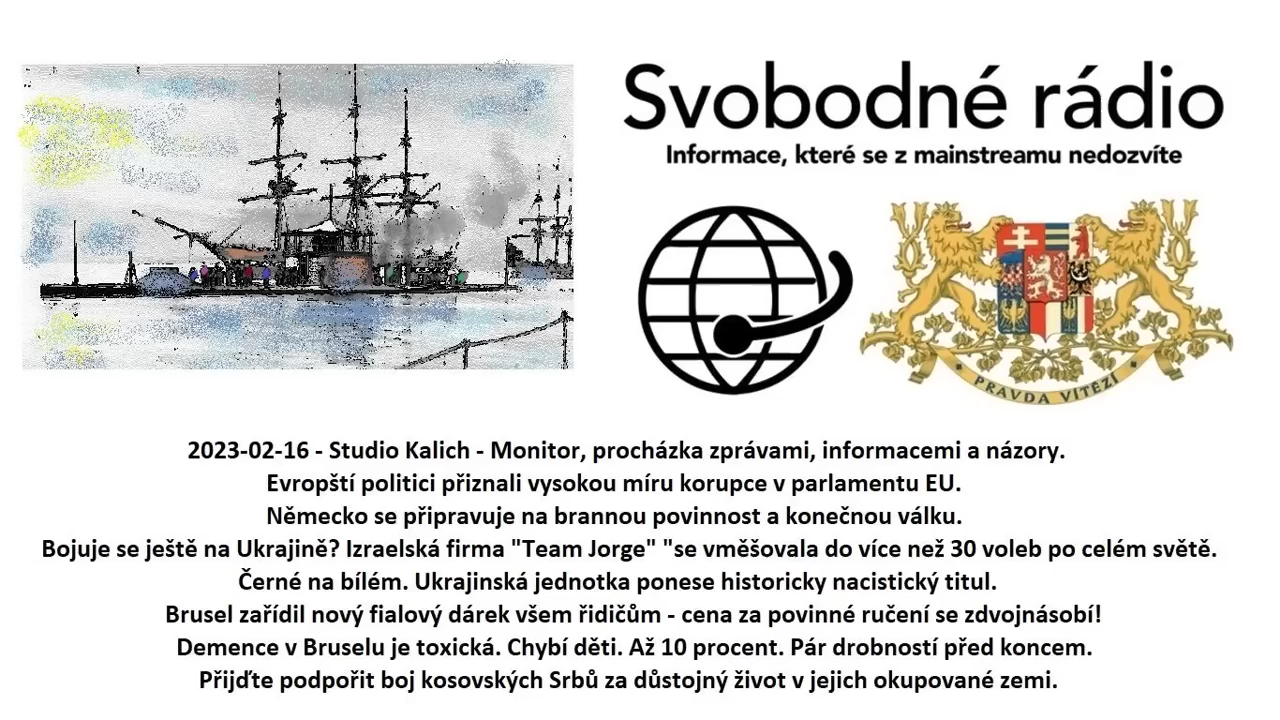 Svobodné rádio
Informace, které se z mainstreamu nedozvíte
PRAVDA VÍTĚZÍ
2023-02-16 - Studio Kalich - Monitor, procházka zprávami, informacemi a názory.
Evropští politici přiznali vysokou míru korupce v parlamentu EU.
Německo se připravuje na brannou povinnost a konečnou válku.
Bojuje se ještě na Ukrajině? Izraelská firma "Team Jorge" "se vměšovala do více než 30 voleb po celém světě.
Černé na bílém. Ukrajinská jednotka ponese historicky nacistický titul.
Brusel zařídil nový fialový dárek všem řidičům - cena za povinné ručení se zdvojnásobí!
Demence v Bruselu je toxická. Chybí děti. Až 10 procent. Pár drobností před koncem.
Přijďte podpořit boj kosovských Srbů za důstojný život v jejich okupované zemi.